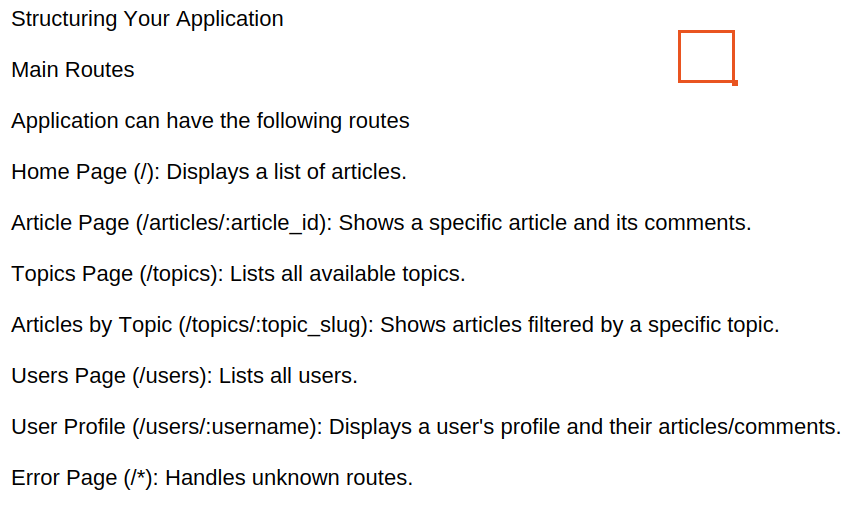 Structuring Your Application
Main Routes
Application can have the following routes
Home Page (/): Displays a list of articles.
Article Page (/articles/:article_id): Shows a specific article and its comments.
Topics Page (/topics): Lists all available topics.
Articles by Topic (/topics/:topic_slug): Shows articles filtered by a specific topic.
Users Page (/users): Lists all users.
User Profile (/users/:username): Displays a user's profile and their articles/comments.
Error Page (/*): Handles unknown routes.